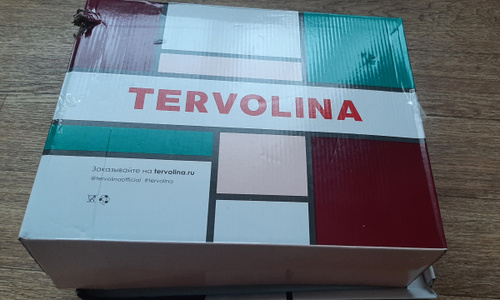 TERVOLINA
Заказывайте на tervolina.ru
@tervolinaofficial #tervolina